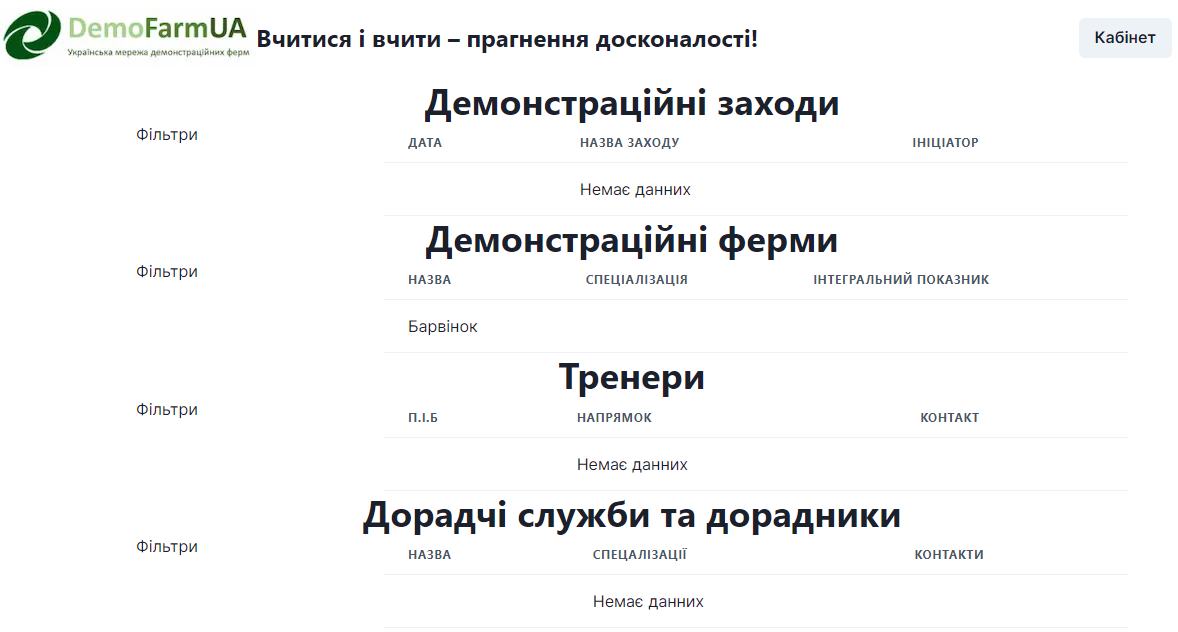 DemoFarmUA
Українська мережа демонстраційних ферм
Вчитися і вчити – прагнення досконалості!
Кабінет
Демонстраційні заходи
Фільтри
ДАТА НАЗВА ЗАХОДУ ІНІЦІАТОР
Немає данних
Демонстраційні ферми
Фільтри
НАЗВА СПЕЦІАЛІЗАЦІЯ ІНТЕГРАЛЬНИЙ ПОКАЗНИК
Барвінок
Тренери
Фільтри
П.І.Б НАПРЯМОК КОНТАКТ
Немає данних
Дорадчі служби та дорадники
Фільтри
НАЗВА СПЕЦАЛІЗАЦІЇ КОНТАКТИ
Немає данних